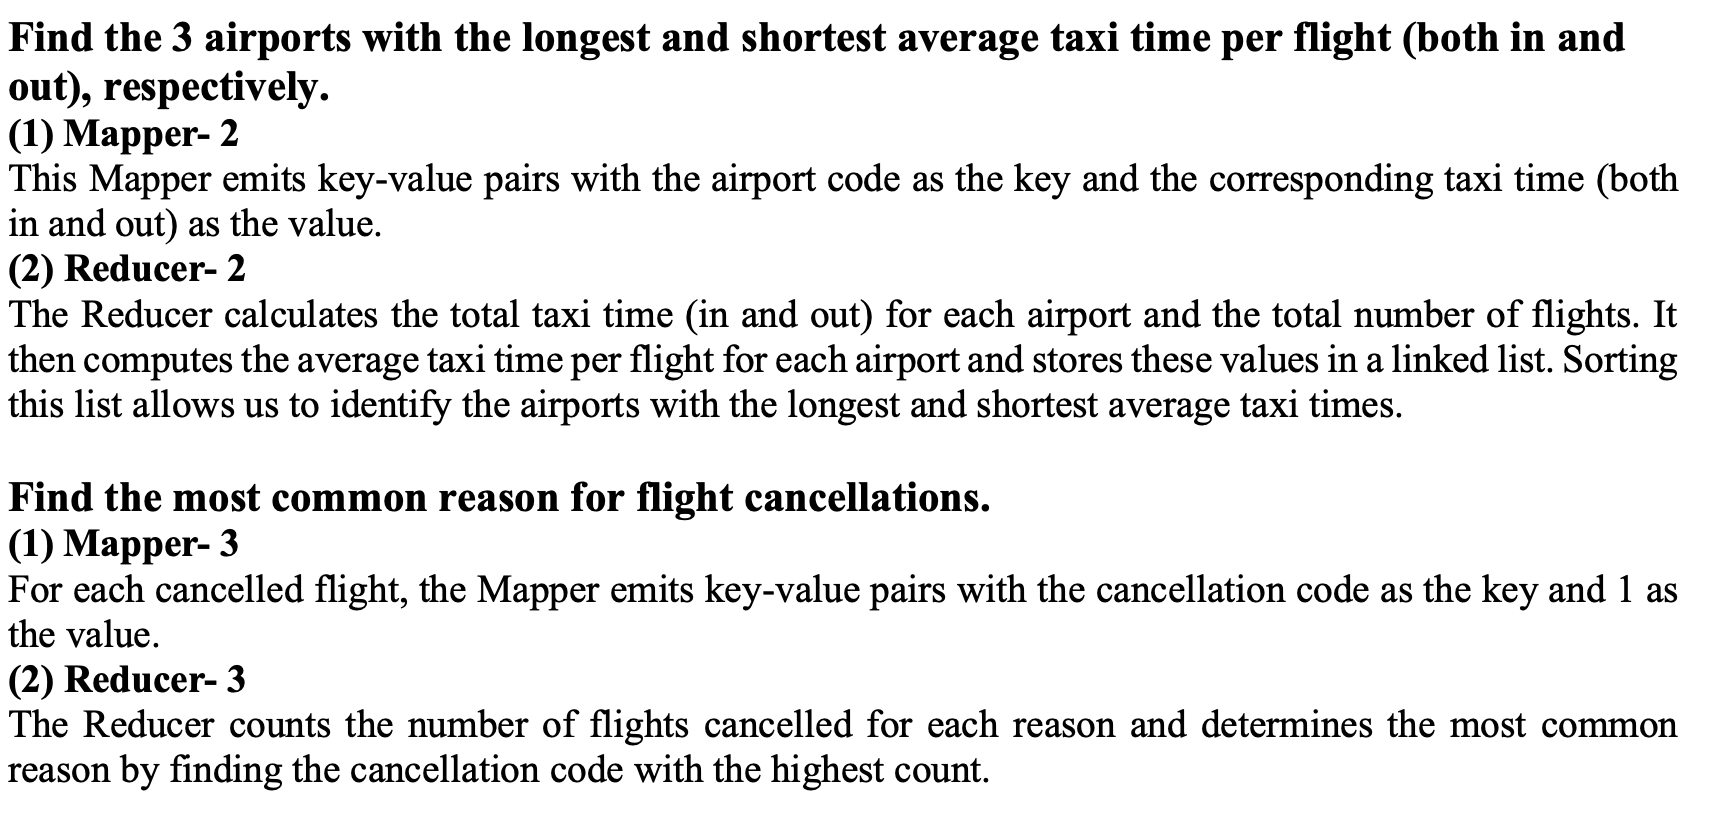 Find the 3 airports with the longest and shortest average taxi time per flight (both in and
out), respectively.
(1) Mapper- 2
This Mapper emits key-value pairs with the airport code as the key and the corresponding taxi time (both
in and out) as the value.
(2) Reducer- 2
The Reducer calculates the total taxi time (in and out) for each airport and the total number of flights. It
then computes the average taxi time per flight for each airport and stores these values in a linked list. Sorting
this list allows us to identify the airports with the longest and shortest average taxi times.
Find the most common reason for flight cancellations.
(1) Mapper- 3
For each cancelled flight, the Mapper emits key-value pairs with the cancellation code as the key and 1 as
the value.
(2) Reducer- 3
The Reducer counts the number of flights cancelled for each reason and determines the most common
reason by finding the cancellation code with the highest count.